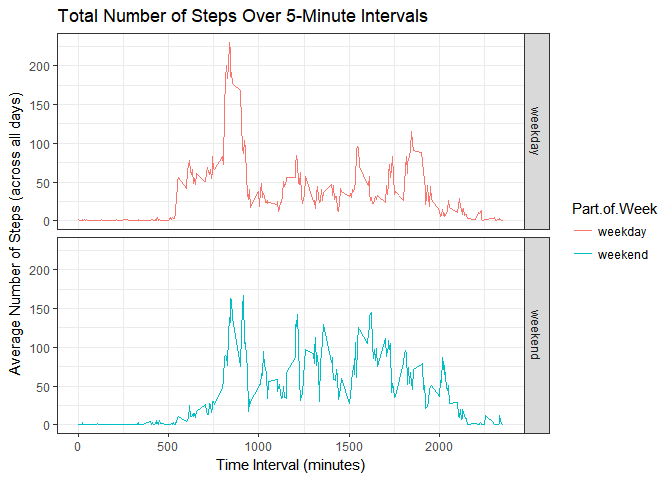 Total Number of Steps Over 5-Minute Intervals
Average Number of Steps (across all days)
200
150
100
50
0
weekday
200
150
100
50
0
weekend
0 500 1000 1500 2000
Time Interval (minutes)
Part.of.Week
weekday
weekend